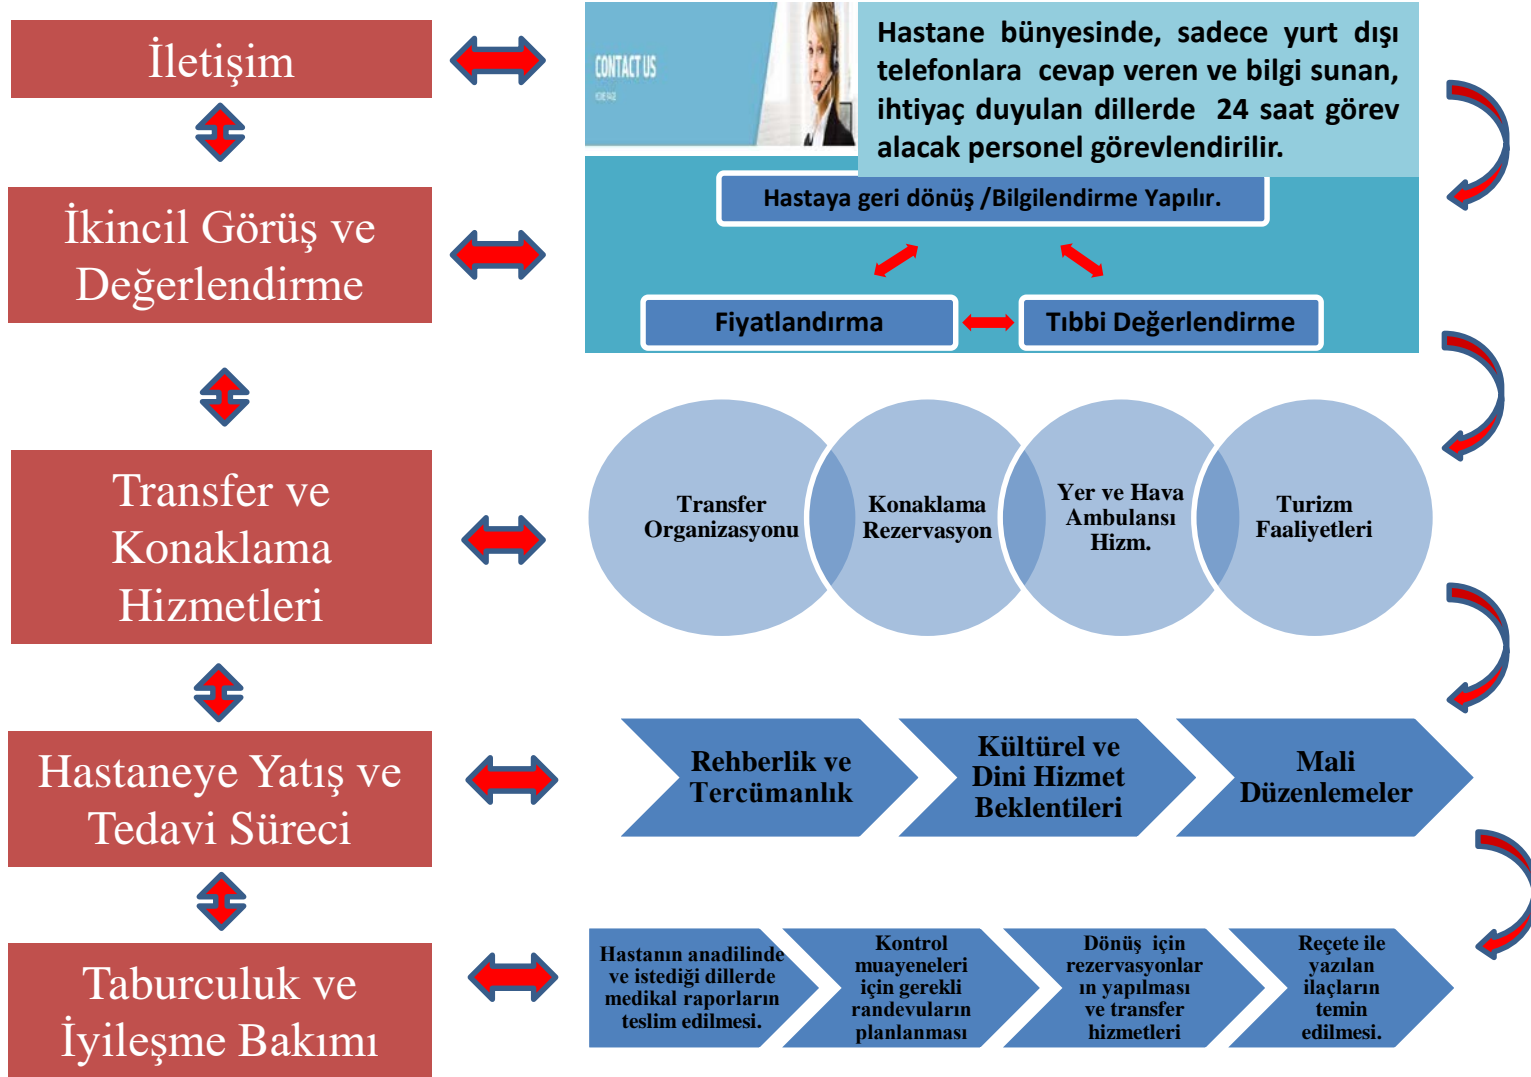 İletişim
CONTACT US
HOME PAGE
Hastane bünyesinde, sadece yurt dışı
telefonlara cevap veren ve bilgi sunan,
ihtiyaç duyulan dillerde 24 saat görev
alacak personel görevlendirilir.
İkincil Görüş ve
Değerlendirme
Hastaya geri dönüş /Bilgilendirme Yapılır.
Fiyatlandırma
Tıbbi Değerlendirme
Transfer ve
Konaklama
Hizmetleri
Transfer
Organizasyonu
Konaklama
Rezervasyon
Yer ve Hava
Ambulansı
Hizm.
Turizm
Faaliyetleri
Hastaneye Yatış ve
Tedavi Süreci
Rehberlik ve
Tercümanlık
Kültürel ve
Dini Hizmet
Beklentileri
Mali
Düzenlemeler
Taburculuk ve
İyileşme Bakımı
Hastanın anadilinde
ve istediği dillerde
medikal raporların
teslim edilmesi.
Kontrol
muayeneleri
için gerekli
randevuların
planlanması
Dönüş için
rezervasyonlar
ın yapılması
ve transfer
hizmetleri
Reçete ile
yazılan
ilaçların
temin
edilmesi.